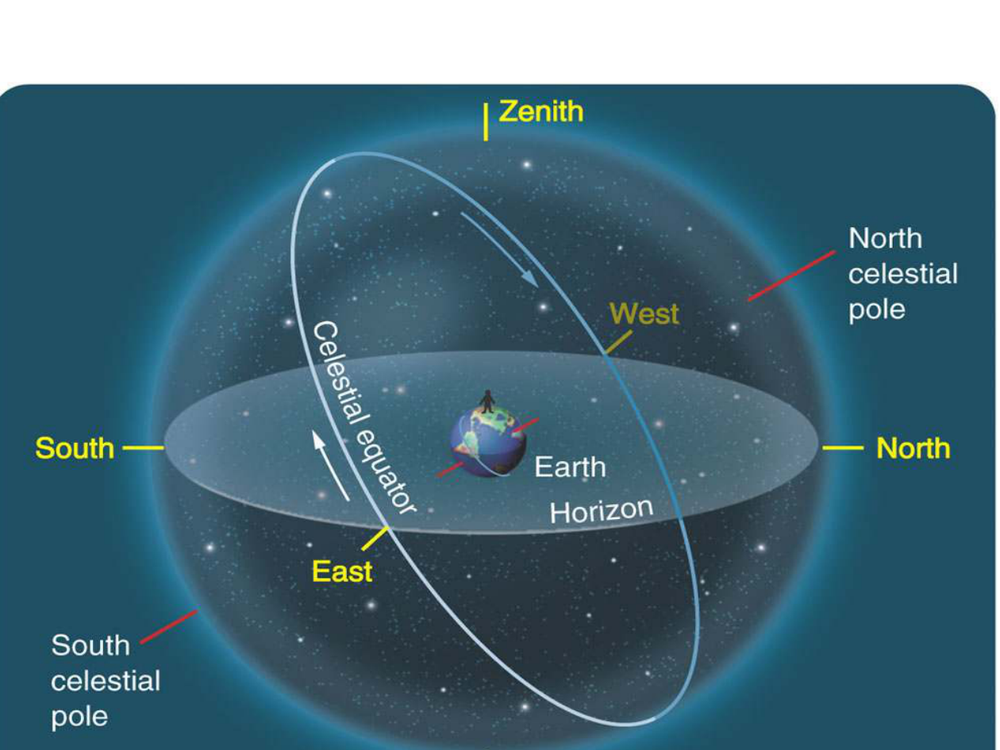 Zenith
North
celestial
pole
West
Celestial equator
South
North
Earth
Horizon
East
South
celestial
pole